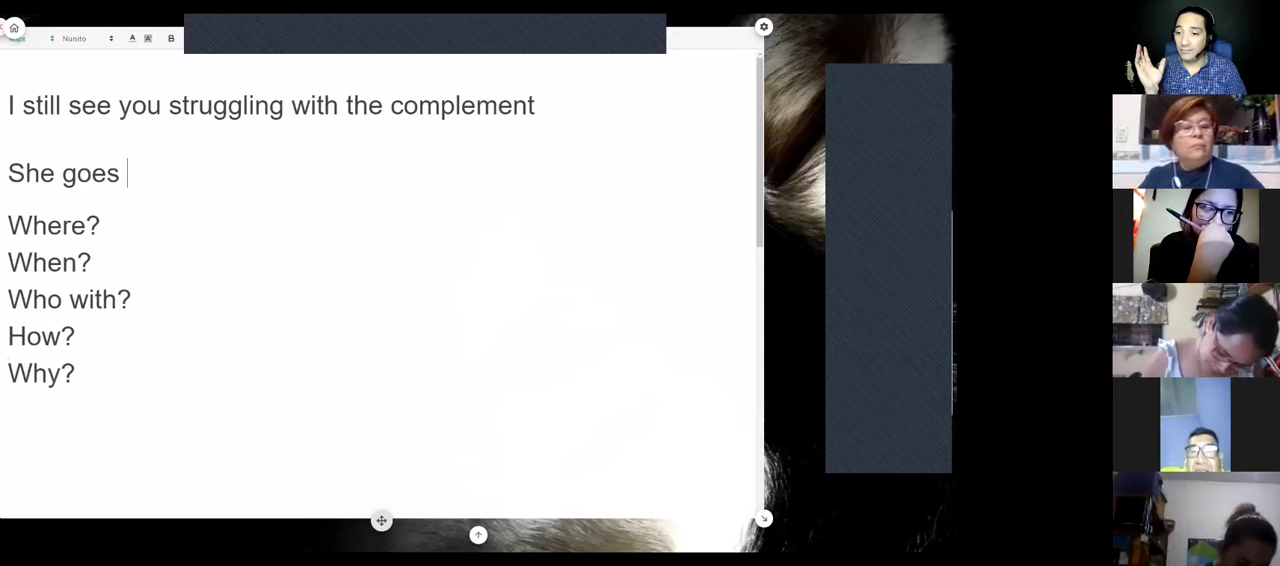 Nunito
A
A
B
I still see you struggling with the complement
She goes
Where?
When?
Who with?
How?
Why?